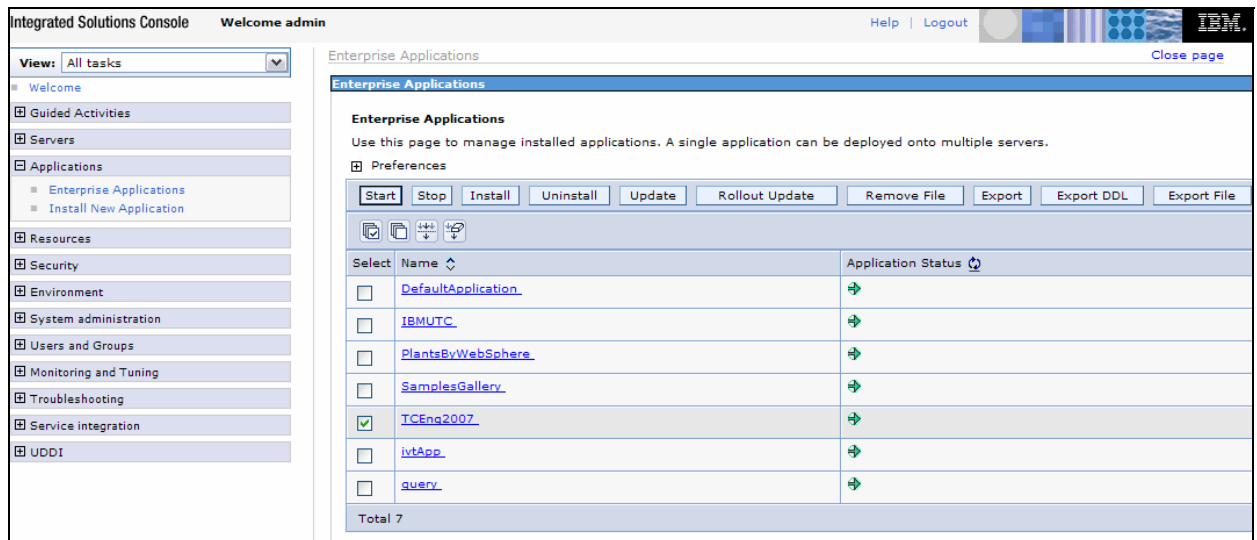 Integrated Solutions Console Welcome admin Help | Logout IBM.
View: All tasks
Welcome
Guided Activities
Servers
Applications
Enterprise Applications
Install New Application
Resources
Security
Environment
System administration
Users and Groups
Monitoring and Tuning
Troubleshooting
Service integration
UDDI
Enterprise Applications Close page
Enterprise Applications
Enterprise Applications
Use this page to manage installed applications. A single application can be deployed onto multiple servers.
Preferences
Start Stop Install Uninstall Update Rollout Update Remove File Export Export DDL Export File
Select Name Application Status
DefaultApplication
IBMUTC
PlantsByWebSphere
SamplesGallery
TCEng2007
ivtApp
query
Total 7